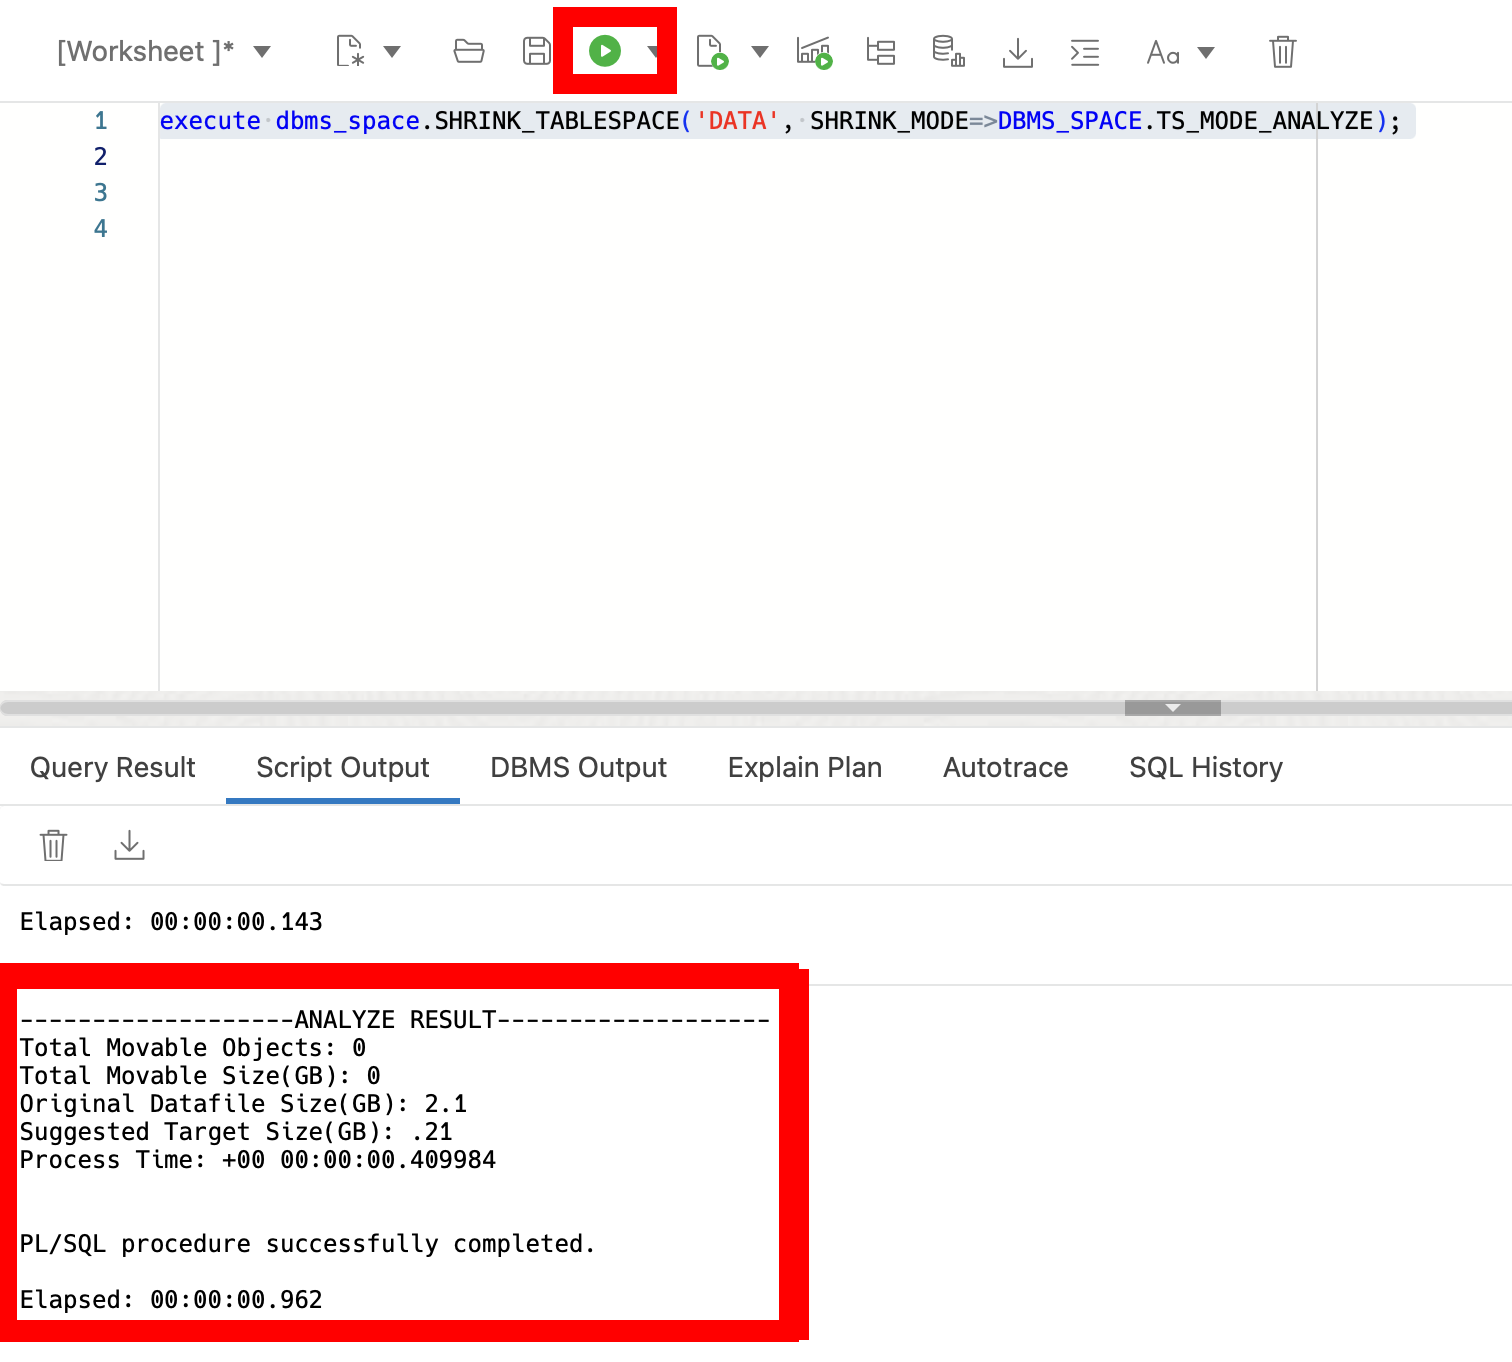 [Worksheet ]*
Aa
1 execute dbms_space.SHRINK_TABLESPACE('DATA', SHRINK_MODE=>DBMS_SPACE.TS_MODE_ANALYZE);
2
3
4
Query Result Script Output DBMS Output Explain Plan Autotrace SQL History
Elapsed: 00:00:00.143
-------------------ANALYZE RESULT-------------------
Total Movable Objects: 0
Total Movable Size(GB): 0
Original Datafile Size(GB): 2.1
Suggested Target Size(GB): .21
Process Time: +00 00:00:00.409984
PL/SQL procedure successfully completed.
Elapsed: 00:00:00.962